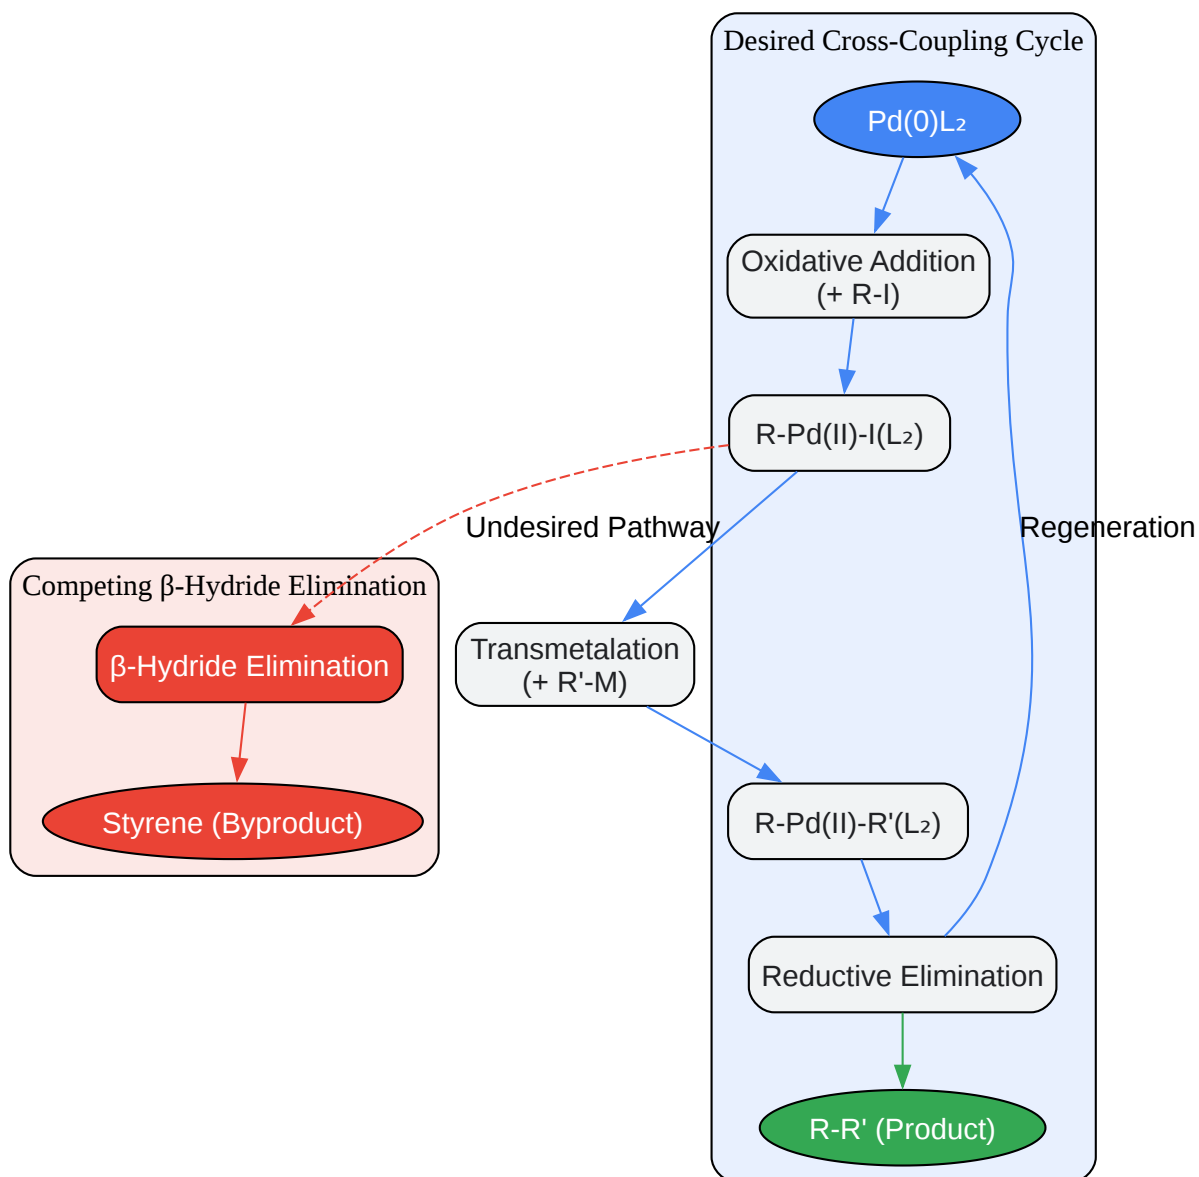 Desired Cross-Coupling Cycle
Pd(0)L₂
Oxidative Addition
(+ R-I)
R-Pd(II)-I(L₂)
Undesired Pathway
Regeneration
Competing β-Hydride Elimination
β-Hydride Elimination
Transmetalation
(+ R'-M)
Styrene (Byproduct)
R-Pd(II)-R'(L₂)
Reductive Elimination
R-R' (Product)